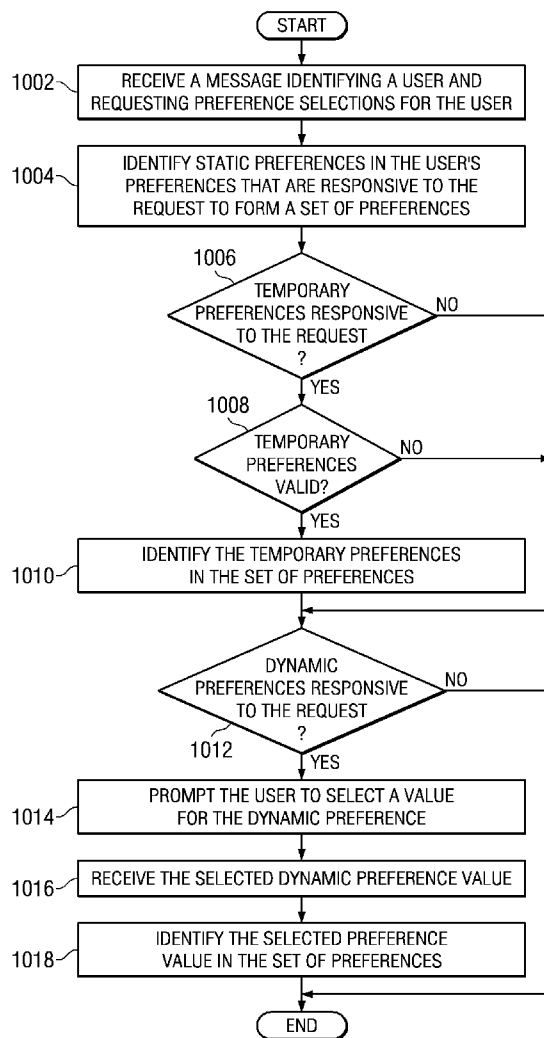 START
1002
RECEIVE A MESSAGE IDENTIFYING A USER AND
REQUESTING PREFERENCE SELECTIONS FOR THE USER
1004
IDENTIFY STATIC PREFERENCES IN THE USER'S
PREFERENCES THAT ARE RESPONSIVE TO THE
REQUEST TO FORM A SET OF PREFERENCES
1006
TEMPORARY
PREFERENCES RESPONSIVE
TO THE REQUEST
?
NO
YES
1008
TEMPORARY
PREFERENCES
VALID?
NO
YES
1010
IDENTIFY THE TEMPORARY PREFERENCES
IN THE SET OF PREFERENCES
DYNAMIC
PREFERENCES RESPONSIVE
TO THE REQUEST
?
NO
1012
YES
1014
PROMPT THE USER TO SELECT A VALUE
FOR THE DYNAMIC PREFERENCE
1016
RECEIVE THE SELECTED DYNAMIC PREFERENCE VALUE
1018
IDENTIFY THE SELECTED PREFERENCE
VALUE IN THE SET OF PREFERENCES
END